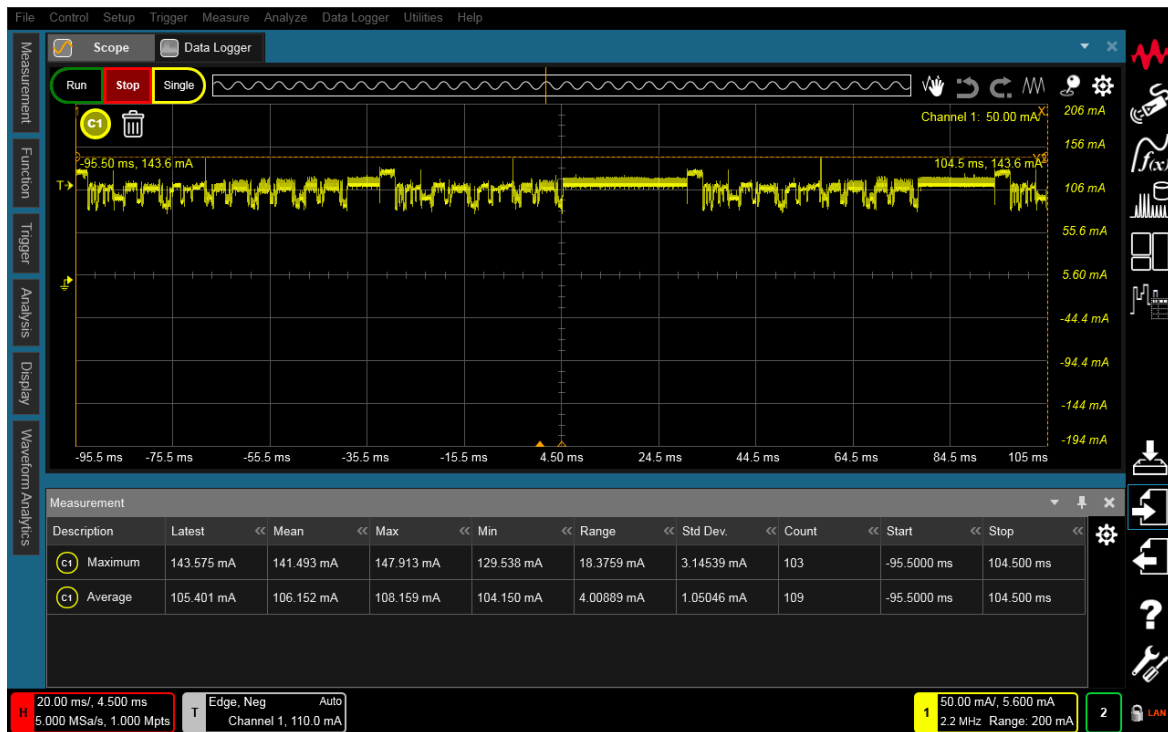 File Control Setup Trigger Measure Analyze Data Logger Utilities Help
Scope Data Logger
Run Stop Single
C1
Channel 1: 50.00 mA/
X
206 mA
-95.50 ms, 143.6 mA
104.5 ms, 143.6 mA
156 mA
T
106 mA
55.6 mA
5.60 mA
-44.4 mA
-94.4 mA
-144 mA
-194 mA
-95.5 ms -75.5 ms -55.5 ms -35.5 ms -15.5 ms 4.50 ms 24.5 ms 44.5 ms 64.5 ms 84.5 ms 105 ms
Measurement
Function
Trigger
Analysis
Display
Waveform Analytics
f(x)
Measurement
Description Latest Mean Max Min Range Std Dev. Count Start Stop
C1 Maximum 143.575 mA 141.493 mA 147.913 mA 129.538 mA 18.3759 mA 3.14539 mA 103 -95.5000 ms 104.500 ms
C1 Average 105.401 mA 106.152 mA 108.159 mA 104.150 mA 4.00889 mA 1.05046 mA 109 -95.5000 ms 104.500 ms
?
H
20.00 ms/, 4.500 ms
5.000 MSa/s, 1.000 Mpts
T
Edge, Neg Auto
Channel 1, 110.0 mA
1
50.00 mA/, 5.600 mA
2.2 MHz Range: 200 mA
2
LAN